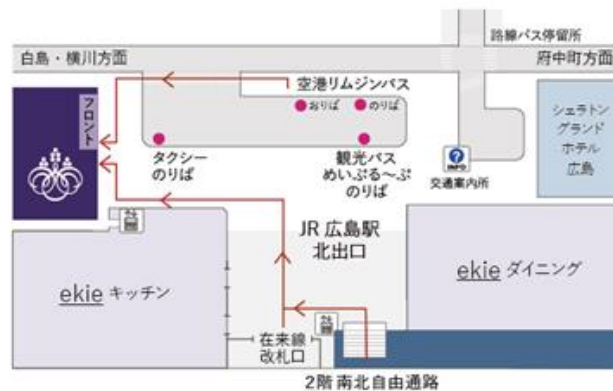 路線バス停留所
白島・横川方面
府中町方面
空港リムジンバス
おりば
のりば
フロント
シェラトン
グランド
ホテル
広島
タクシー
のりば
観光バス
めいぷる〜ぷ
のりば
?
INFO
交通案内所
JR 広島駅
北出口
ekie キッチン
ekie ダイニング
在来線
改札口
2階 南北自由通路